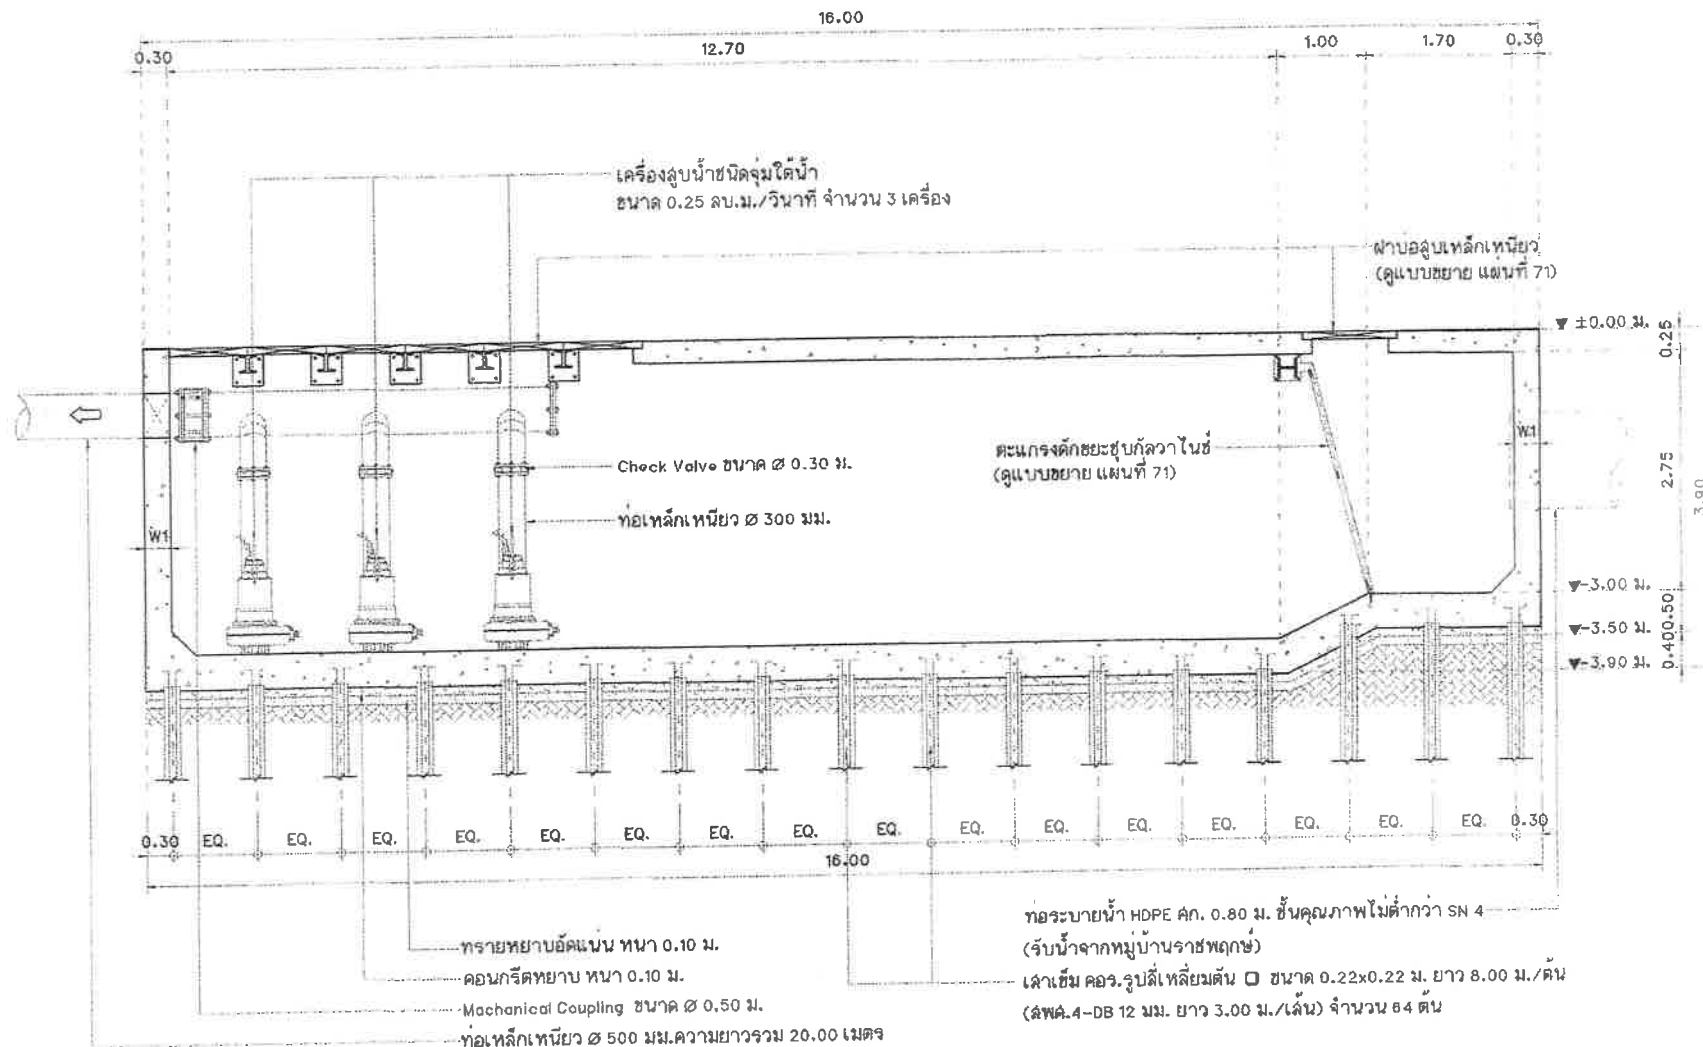 16.00
0.30 12.70 1.00 1.70 0.30
เครื่องสูบน้ำชนิดจุ่มใต้น้ำ
ขนาด 0.25 ลบ.ม./วินาที จำนวน 3 เครื่อง
ฝาบ่อสูบเหล็กเหนียว
(ดูแบบขยาย แผ่นที่ 71)
±0.00 ม.
0.25
ตะแกรงดักขยะชุบกัลวาไนซ์
(ดูแบบขยาย แผ่นที่ 71)
W1
Check Valve ขนาด Ø 0.30 ม.
2.75
3.90
ท่อเหล็กเหนียว Ø 300 มม.
W1
-3.00 ม.
0.50
-3.50 ม.
0.40
-3.90 ม.
0.30 EQ. EQ. EQ. EQ. EQ. EQ. EQ. EQ. EQ. EQ. EQ. EQ. EQ. EQ. EQ. EQ. 0.30
16.00
ท่อระบายน้ำ HDPE ศก. 0.80 ม. ชั้นคุณภาพไม่ต่ำกว่า SN 4
(รับน้ำจากหมู่บ้านราชพฤกษ์)
เสาเข็ม คอร.รูปสี่เหลี่ยมตัน ขนาด 0.22x0.22 ม. ยาว 8.00 ม./ต้น
(สพค.4-DB 12 มม. ยาว 3.00 ม./เส้น) จำนวน 64 ต้น
ทรายหยาบอัดแน่น หนา 0.10 ม.
คอนกรีตหยาบ หนา 0.10 ม.
Machanical Coupling ขนาด Ø 0.50 ม.
ท่อเหล็กเหนียว Ø 500 มม.ความยาวรวม 20.00 เมตร